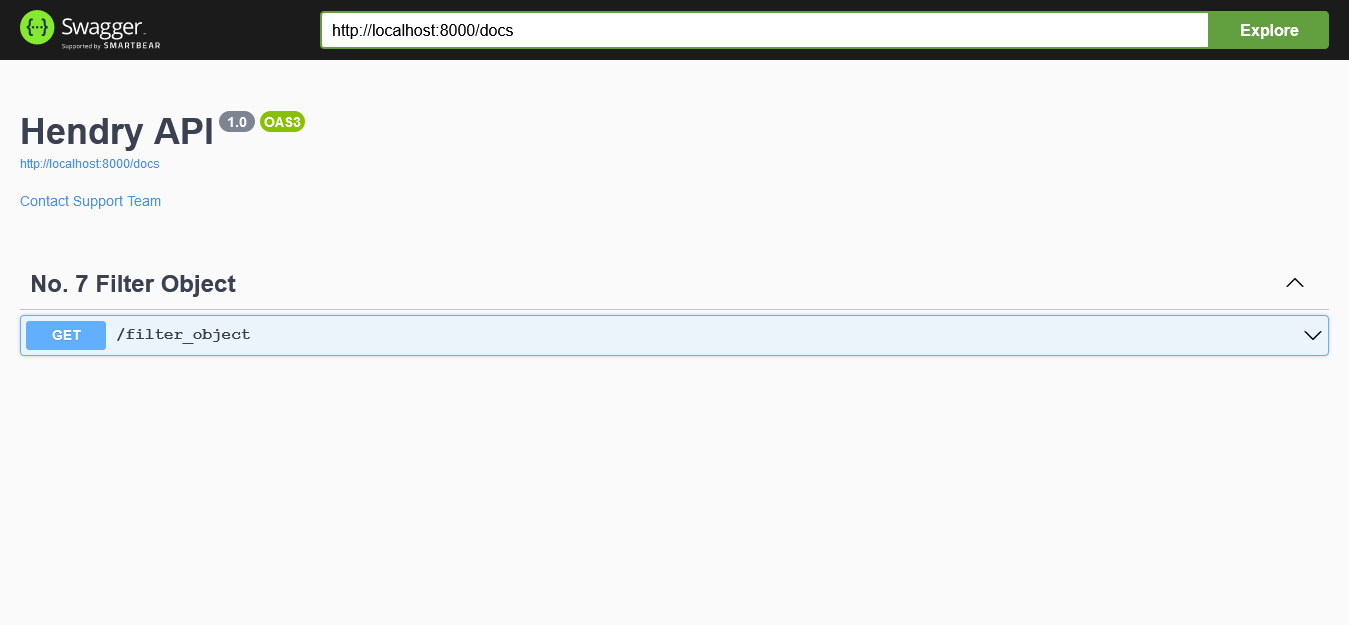 {···} Swagger.
Supported by SMARTBEAR
http://localhost:8000/docs
Explore
Hendry API 1.0 OAS3
http://localhost:8000/docs
Contact Support Team
No. 7 Filter Object
GET /filter_object